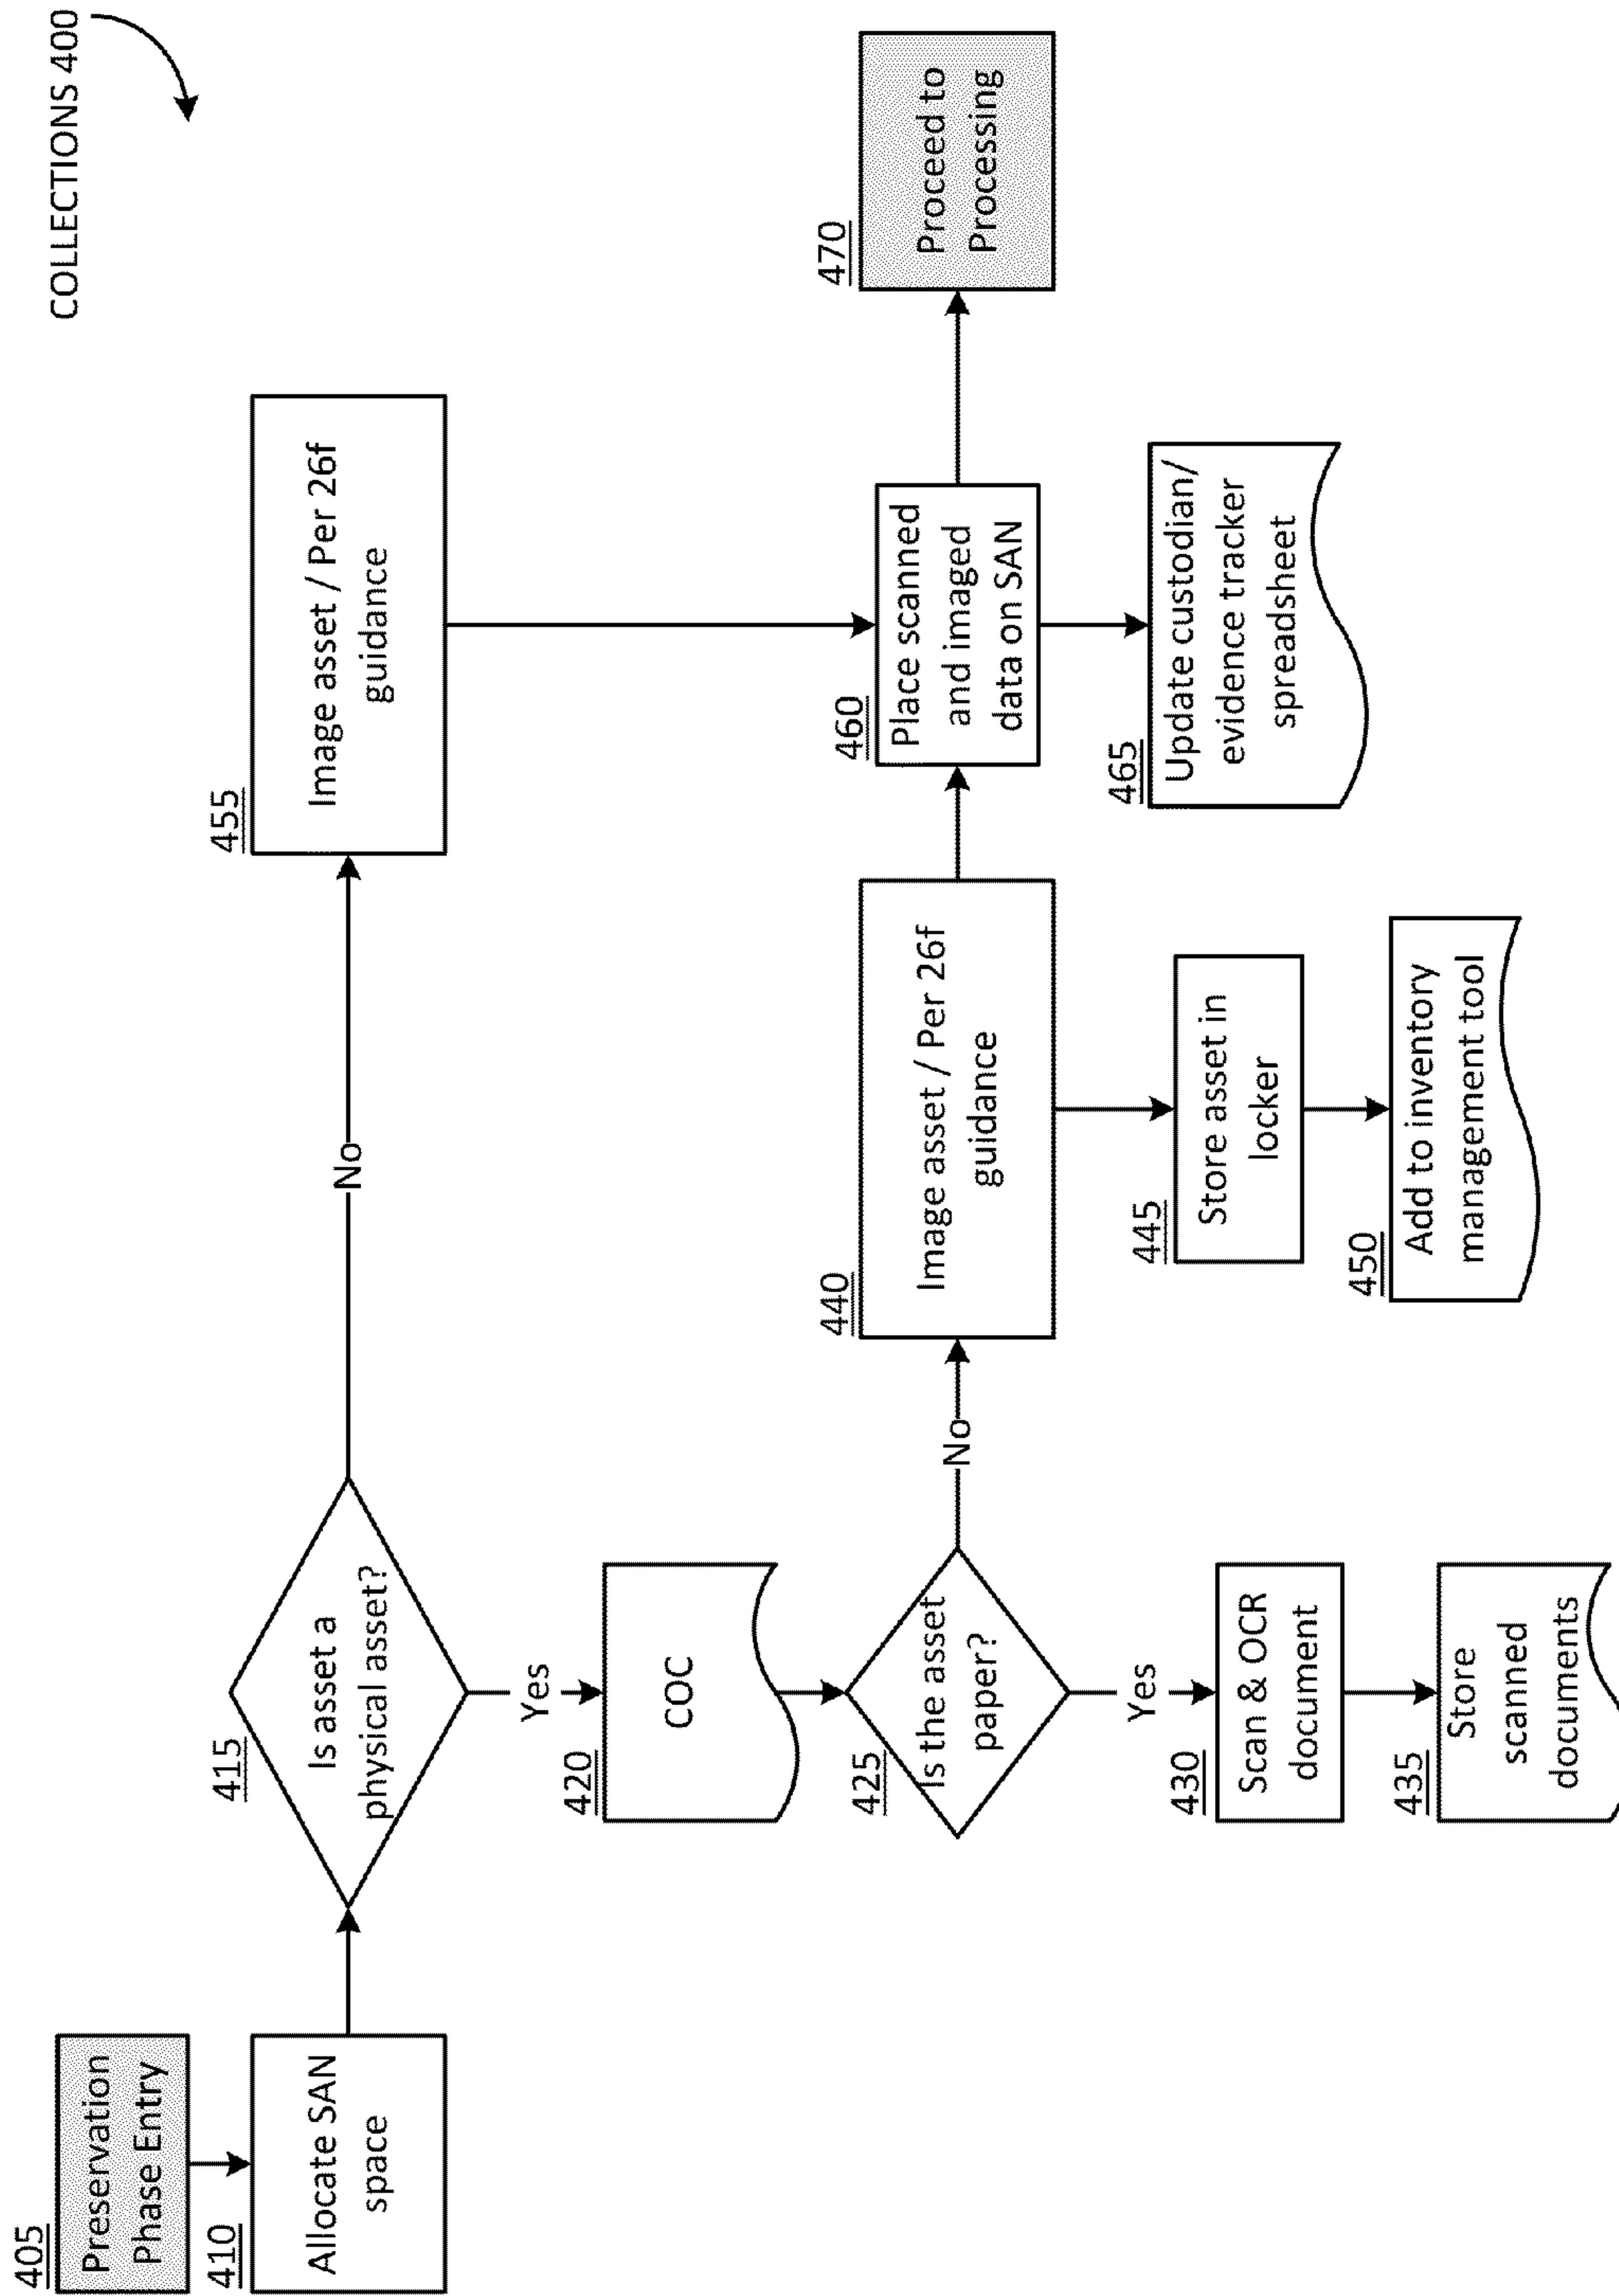 COLLECTIONS 400
405
Preservation
Phase Entry
410
Allocate SAN
space
415
Is asset a
physical asset?
No
455
Image asset / Per 26f
guidance
Yes
420
COC
425
Is the asset
paper?
No
440
Image asset / Per 26f
guidance
460
Place scanned
and imaged
data on SAN
470
Proceed to
Processing
Yes
430
Scan & OCR
document
435
Store
scanned
documents
445
Store asset in
locker
450
Add to inventory
management tool
465
Update custodian/
evidence tracker
spreadsheet